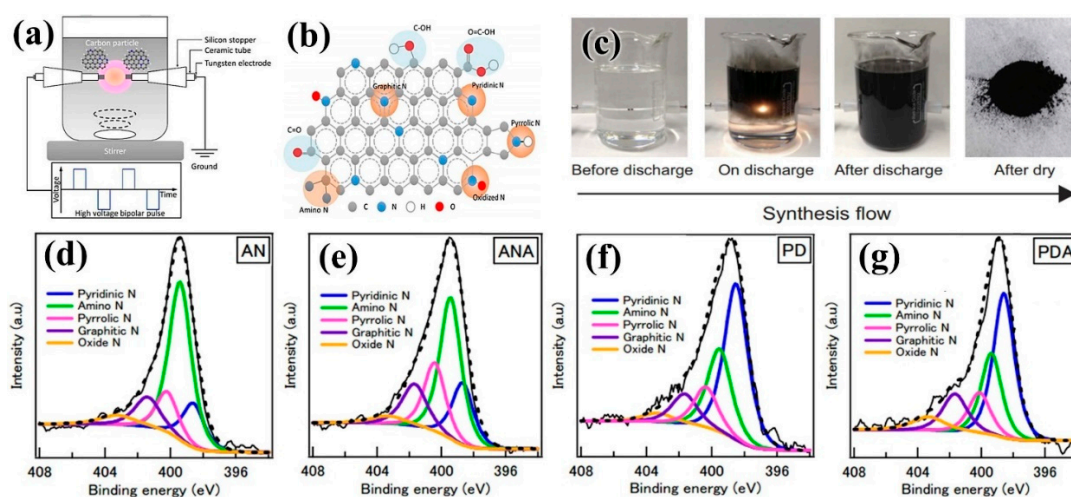 (a)
Carbon particle
Silicon stopper
Ceramic tube
Tungsten electrode
Stirrer
Ground
Voltage
Time
High voltage bipolar pulse
(b)
C-OH
O=C-OH
Graphitic N
Pyridinic N
Pyrrolic N
C=O
Amino N
Oxidized N
C N H O
(c)
Before discharge
On discharge
After discharge
After dry
Synthesis flow
(d)
AN
Pyridinic N
Amino N
Pyrrolic N
Graphitic N
Oxide N
Intensity (a.u)
408 404 400 396
Binding energy (eV)
(e)
ANA
Pyridinic N
Amino N
Pyrrolic N
Graphitic N
Oxide N
Intensity (a.u)
408 404 400 396
Binding energy (eV)
(f)
PD
Pyridinic N
Amino N
Pyrrolic N
Graphitic N
Oxide N
Intensity (a.u)
408 404 400 396
Binding energy (eV)
(g)
PDA
Pyridinic N
Amino N
Pyrrolic N
Graphitic N
Oxide N
Intensity (a.u)
408 404 400 396
Binding energy (eV)